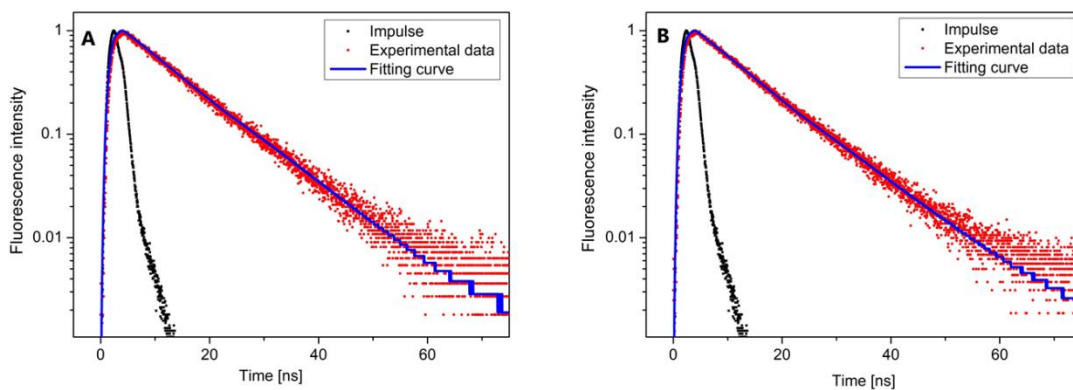 A
Impulse
Experimental data
Fitting curve
Fluorescence intensity
1
0.1
0.01
0
20
40
60
Time [ns]
B
Impulse
Experimental data
Fitting curve
Fluorescence intensity
1
0.1
0.01
0
20
40
60
Time [ns]